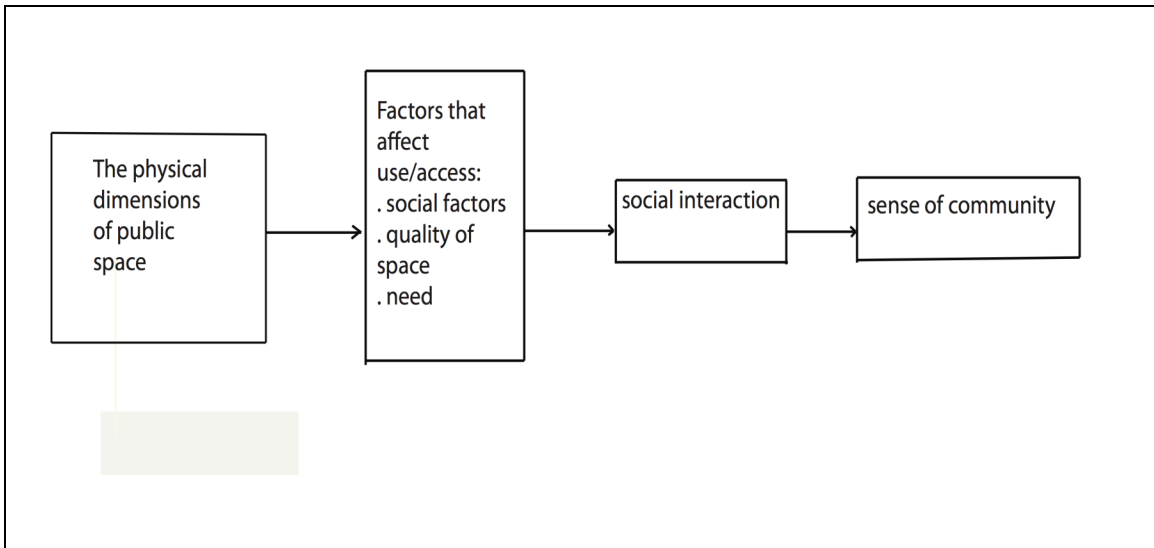 The physical
dimensions
of public
space
Factors that
affect
use/access:
. social factors
. quality of
space
. need
social interaction
sense of community